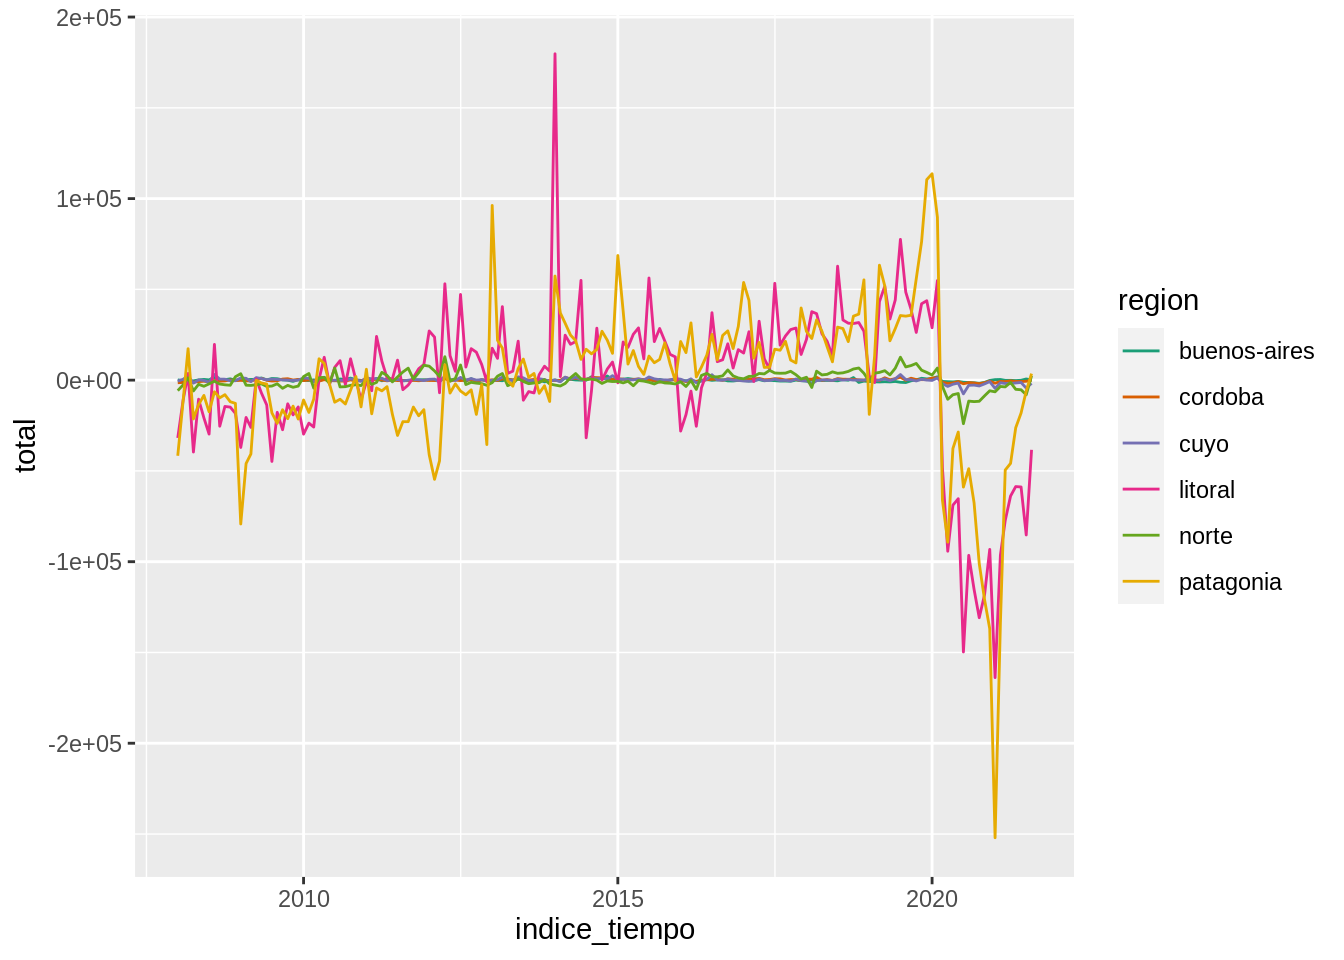 2e+05
1e+05
0e+00
-1e+05
-2e+05
total
2010
2015
2020
indice_tiempo
region
buenos-aires
cordoba
cuyo
litoral
norte
patagonia